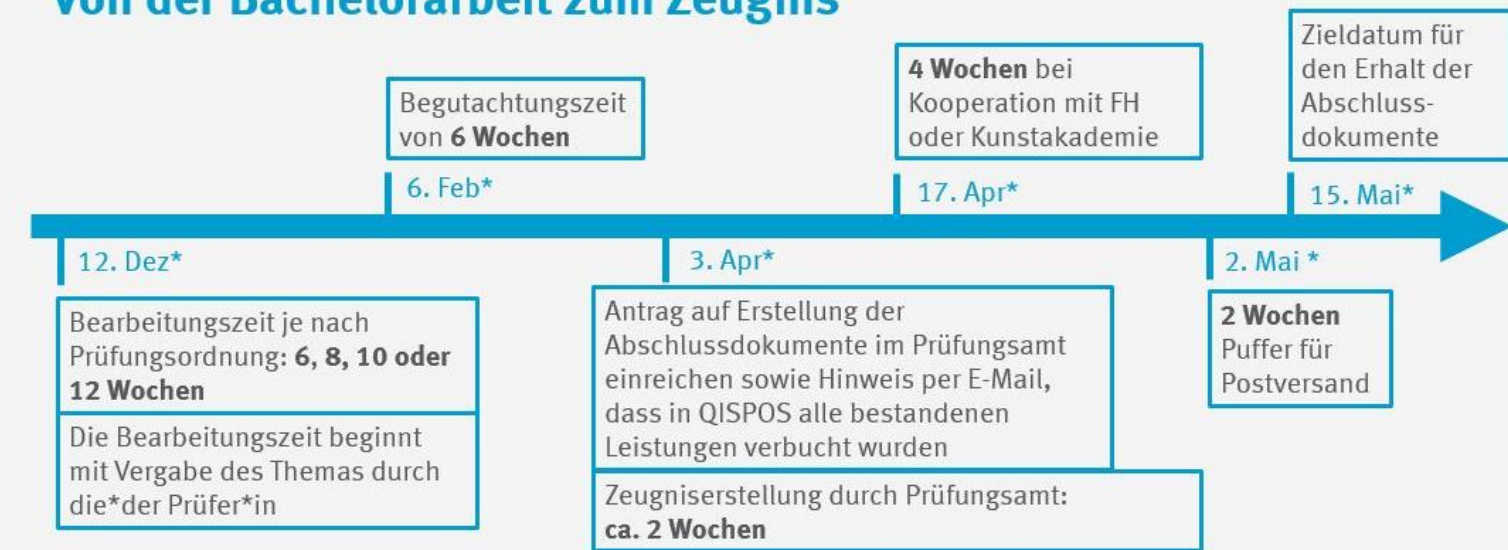 Von der Bachelorarbeit zum Zeugnis
Zieldatum für
den Erhalt der
Abschluss-
dokumente
4 Wochen bei
Kooperation mit FH
oder Kunstakademie
Begutachtungszeit
von 6 Wochen
6. Feb*
17. Apr*
15. Mai*
12. Dez*
3. Apr*
2. Mai *
Bearbeitungszeit je nach
Prüfungsordnung: 6, 8, 10 oder
12 Wochen
Die Bearbeitungszeit beginnt
mit Vergabe des Themas durch
die*der Prüfer*in
Antrag auf Erstellung der
Abschlussdokumente im Prüfungsamt
einreichen sowie Hinweis per E-Mail,
dass in QISPOS alle bestandenen
Leistungen verbucht wurden
Zeugniserstellung durch Prüfungsamt:
ca. 2 Wochen
2 Wochen
Puffer für
Postversand